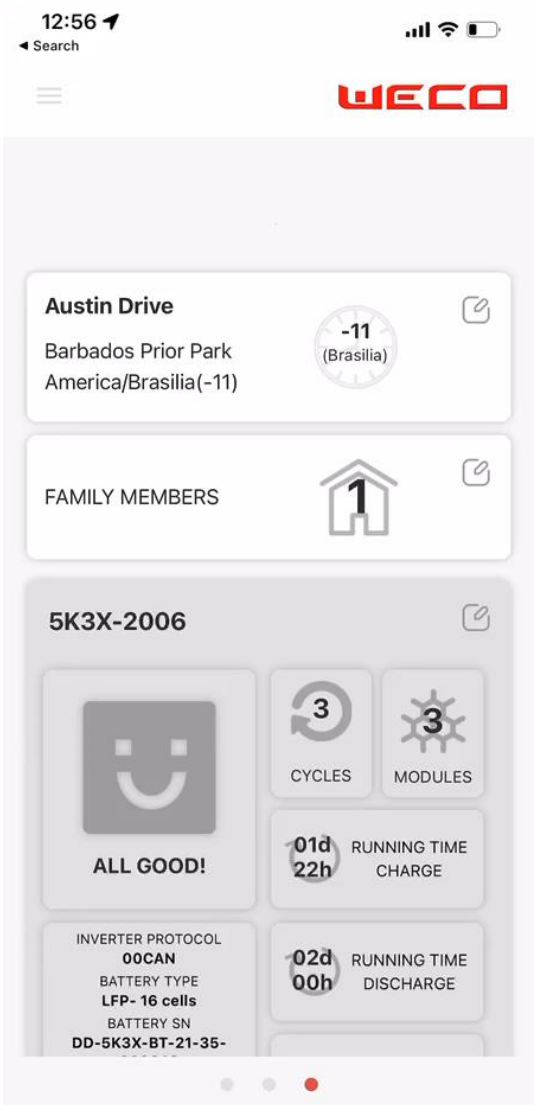 12:56
◀ Search
WECO
Austin Drive
Barbados Prior Park
America/Brasilia(-11)
-11
(Brasilia)
FAMILY MEMBERS
1
5K3X-2006
ALL GOOD!
3
CYCLES
3
MODULES
01d
22h
RUNNING TIME
CHARGE
INVERTER PROTOCOL
00CAN
BATTERY TYPE
LFP- 16 cells
BATTERY SN
DD-5K3X-BT-21-35-
02d
00h
RUNNING TIME
DISCHARGE